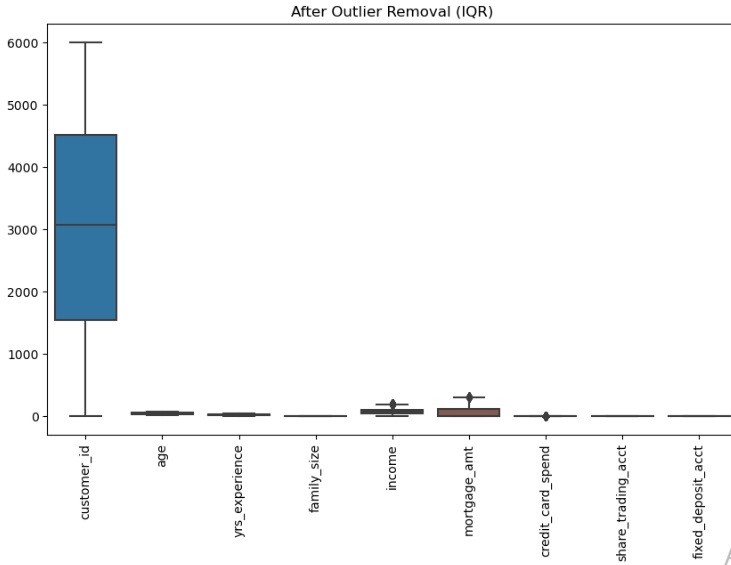 After Outlier Removal (IQR)
6000
5000
4000
3000
2000
1000
0
customer_id
age
yrs_experience
family_size
income
mortgage_amt
credit_card_spend
share_trading_acct
fixed_deposit_acct